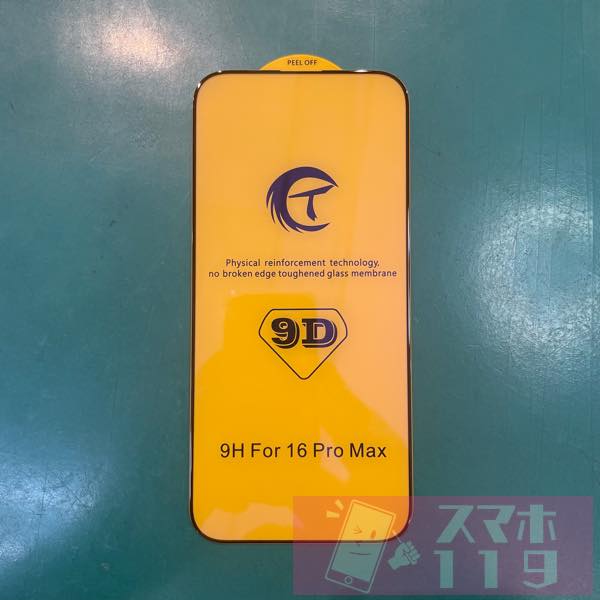 PEEL OFF
CT
Physical reinforcement technology,
no broken edge toughened glass membrane
9D
9H For 16 Pro Max
スマホ
119